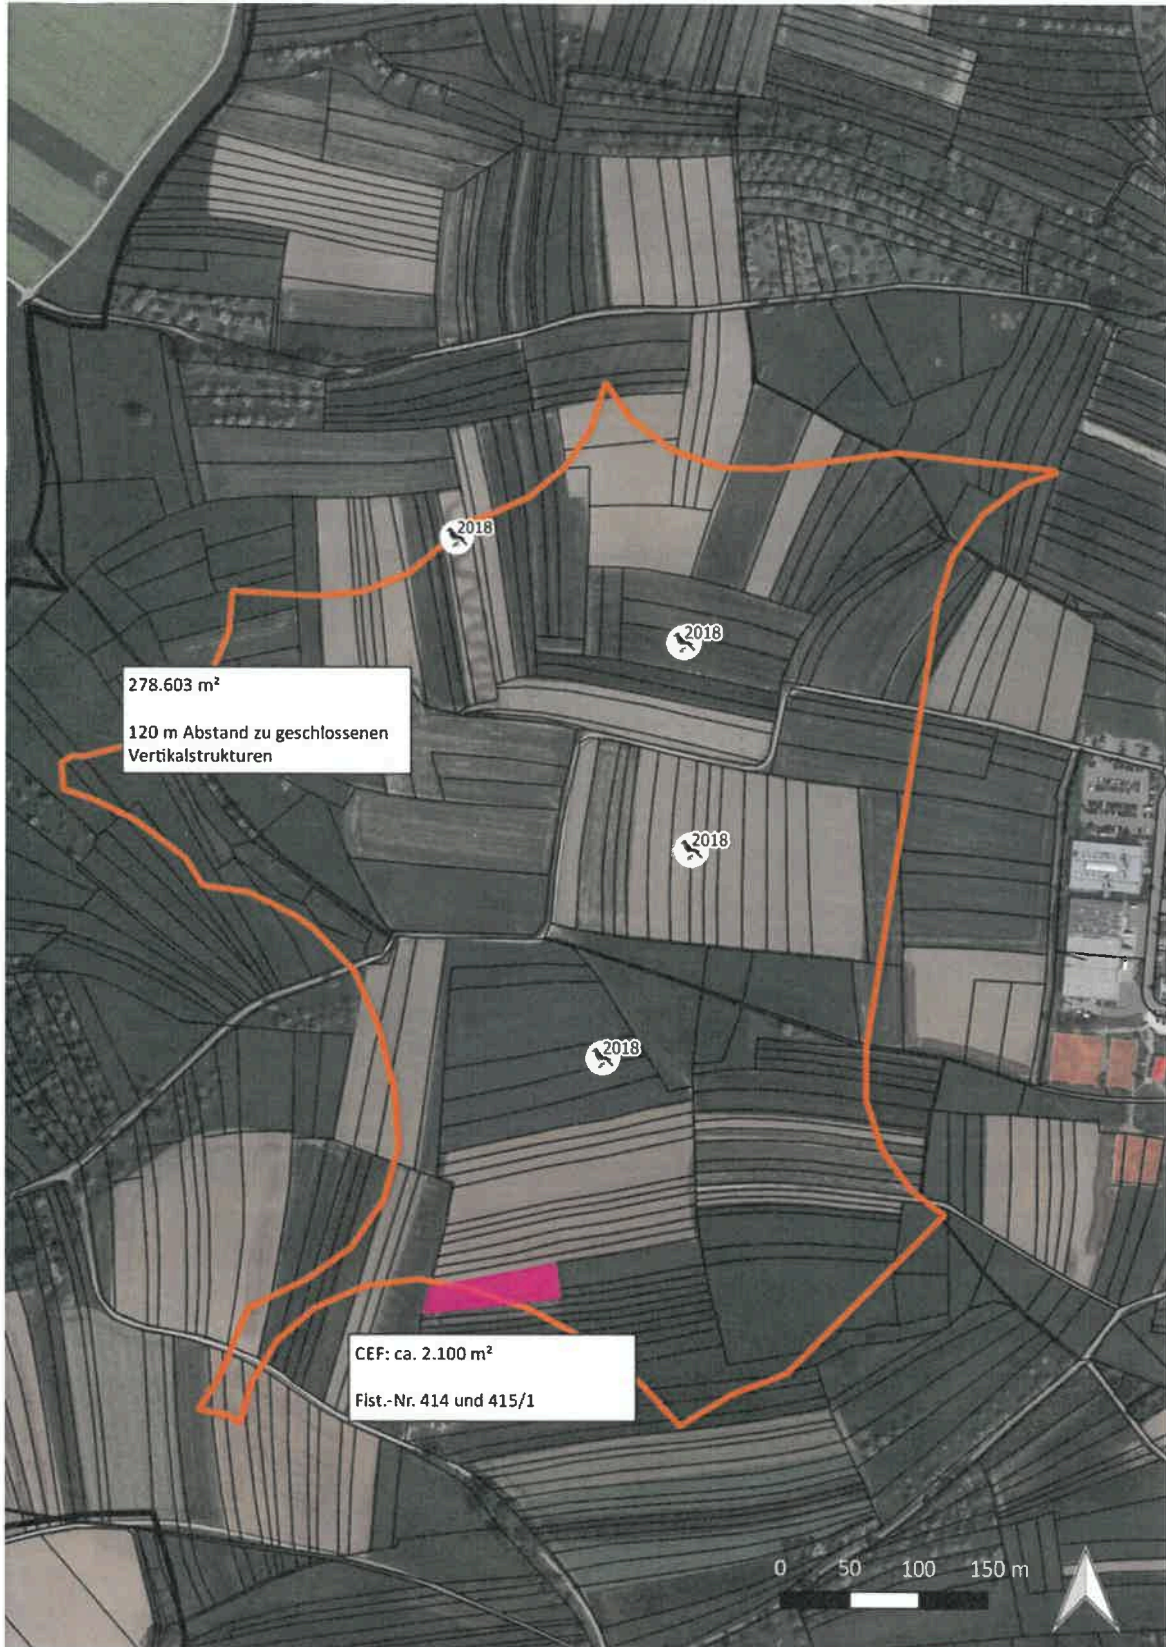 2018
2018
278.603 m²
120 m Abstand zu geschlossenen
Vertikalstrukturen
2018
2018
CEF: ca. 2.100 m²
Flst.-Nr. 414 und 415/1
0 50 100 150 m